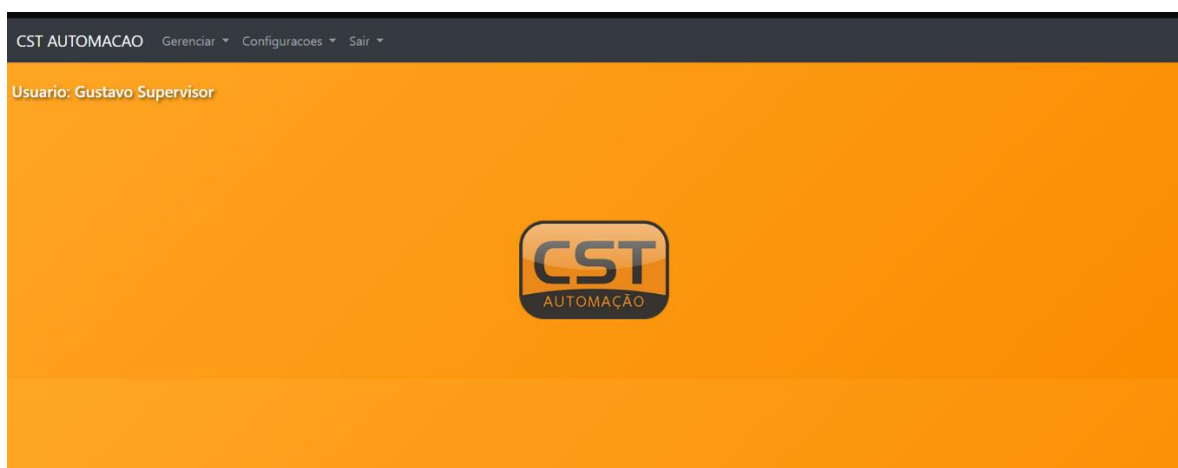 CST AUTOMACAO Gerenciar Configuracoes Sair
Usuario: Gustavo Supervisor
CST
AUTOMAÇÃO